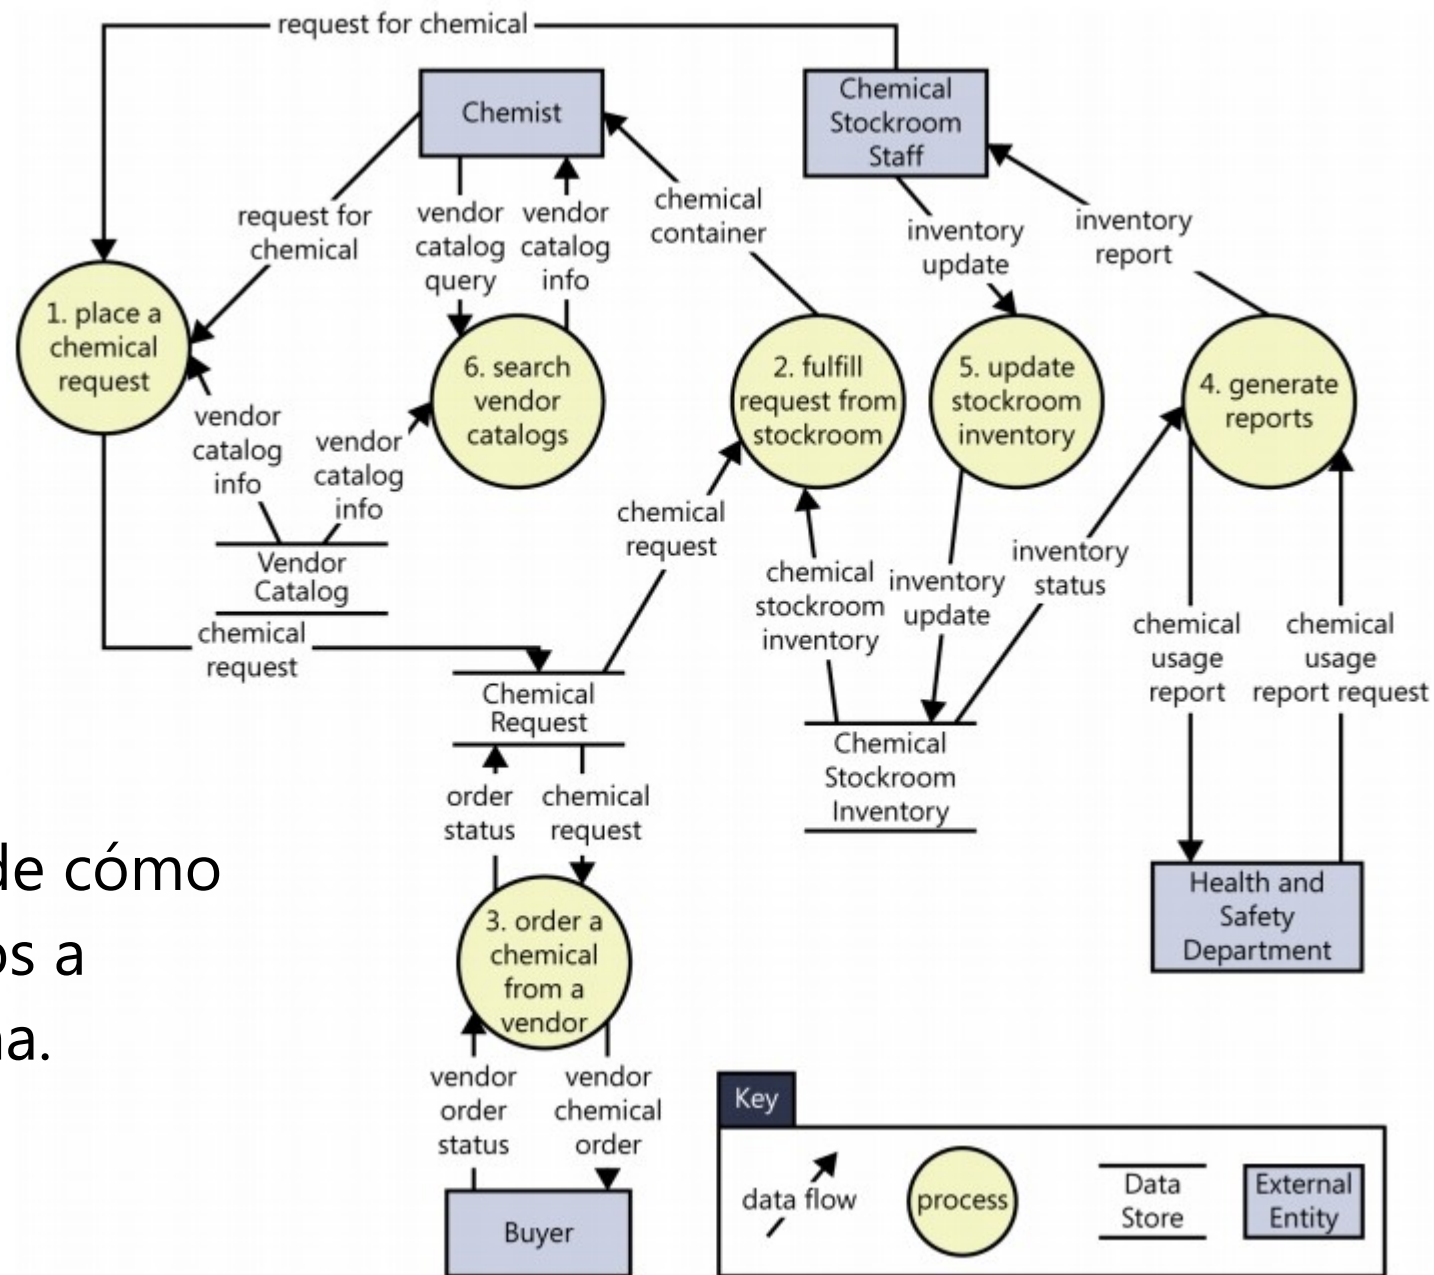 request for chemical
Chemist
Chemical
Stockroom
Staff
request for
chemical
vendor
catalog
query
vendor
catalog
info
chemical
container
inventory
update
inventory
report
1. place a
chemical
request
6. search
vendor
catalogs
2. fulfill
request from
stockroom
5. update
stockroom
inventory
4. generate
reports
vendor
catalog
info
vendor
catalog
info
chemical
request
chemical
stockroom
inventory
inventory
update
inventory
status
Vendor
Catalog
chemical
request
chemical
usage
report
chemical
usage
report request
Chemical
Request
Chemical
Stockroom
Inventory
order
status
chemical
request
de cómo
os a
na.
Health and
Safety
Department
3. order a
chemical
from a
vendor
vendor
order
status
vendor
chemical
order
Buyer
Key
data flow
process
Data
Store
External
Entity